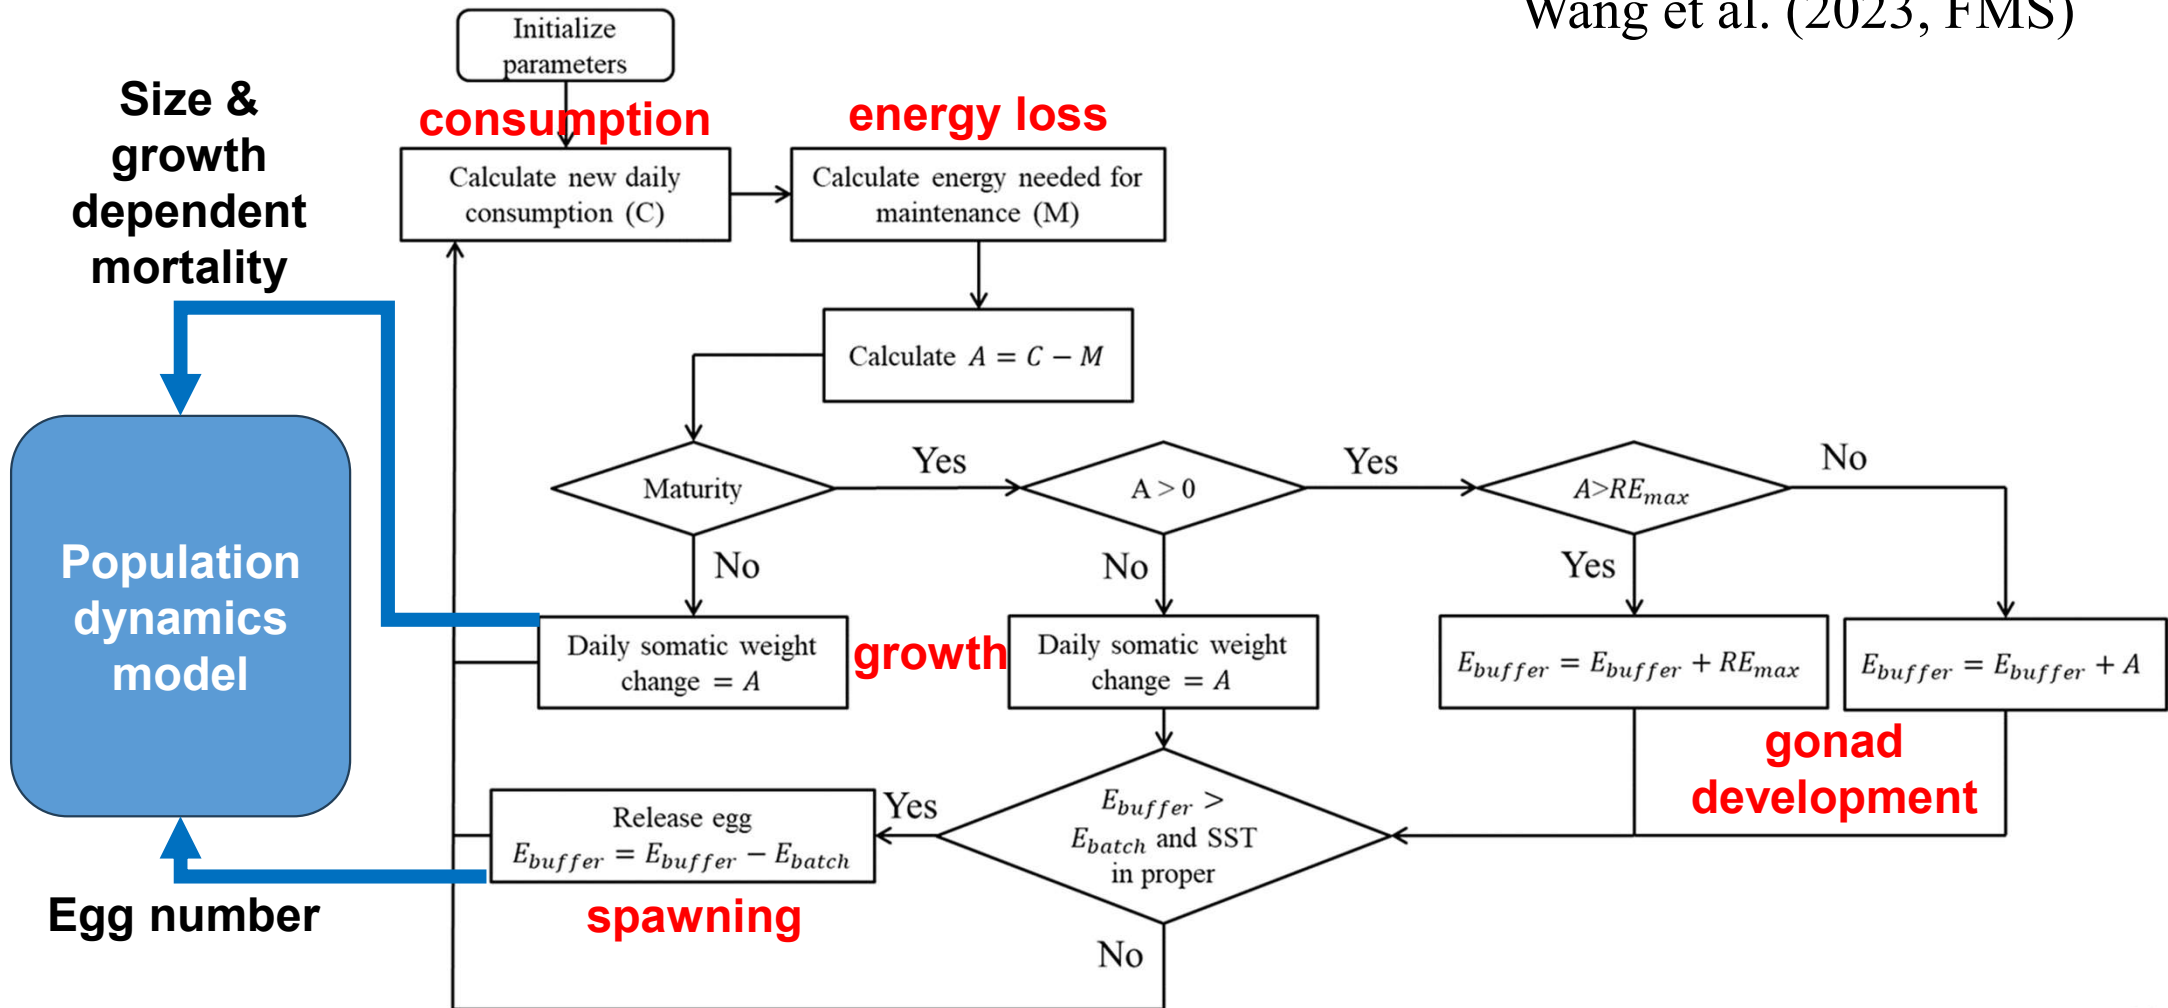 Wang et al. (2023, FMS)
Initialize
parameters
Size &
growth
dependent
mortality
consumption
energy loss
Calculate new daily
consumption (C)
Calculate energy needed for
maintenance (M)
Calculate A = C − M
Maturity
Yes
A > 0
Yes
A>RE_max
No
No
No
Yes
Population
dynamics
model
Daily somatic weight
change = A
growth
Daily somatic weight
change = A
E_buffer = E_buffer + RE_max
E_buffer = E_buffer + A
gonad
development
Release egg
E_buffer = E_buffer − E_batch
Yes
E_buffer >
E_batch and SST
in proper
Egg number
spawning
No